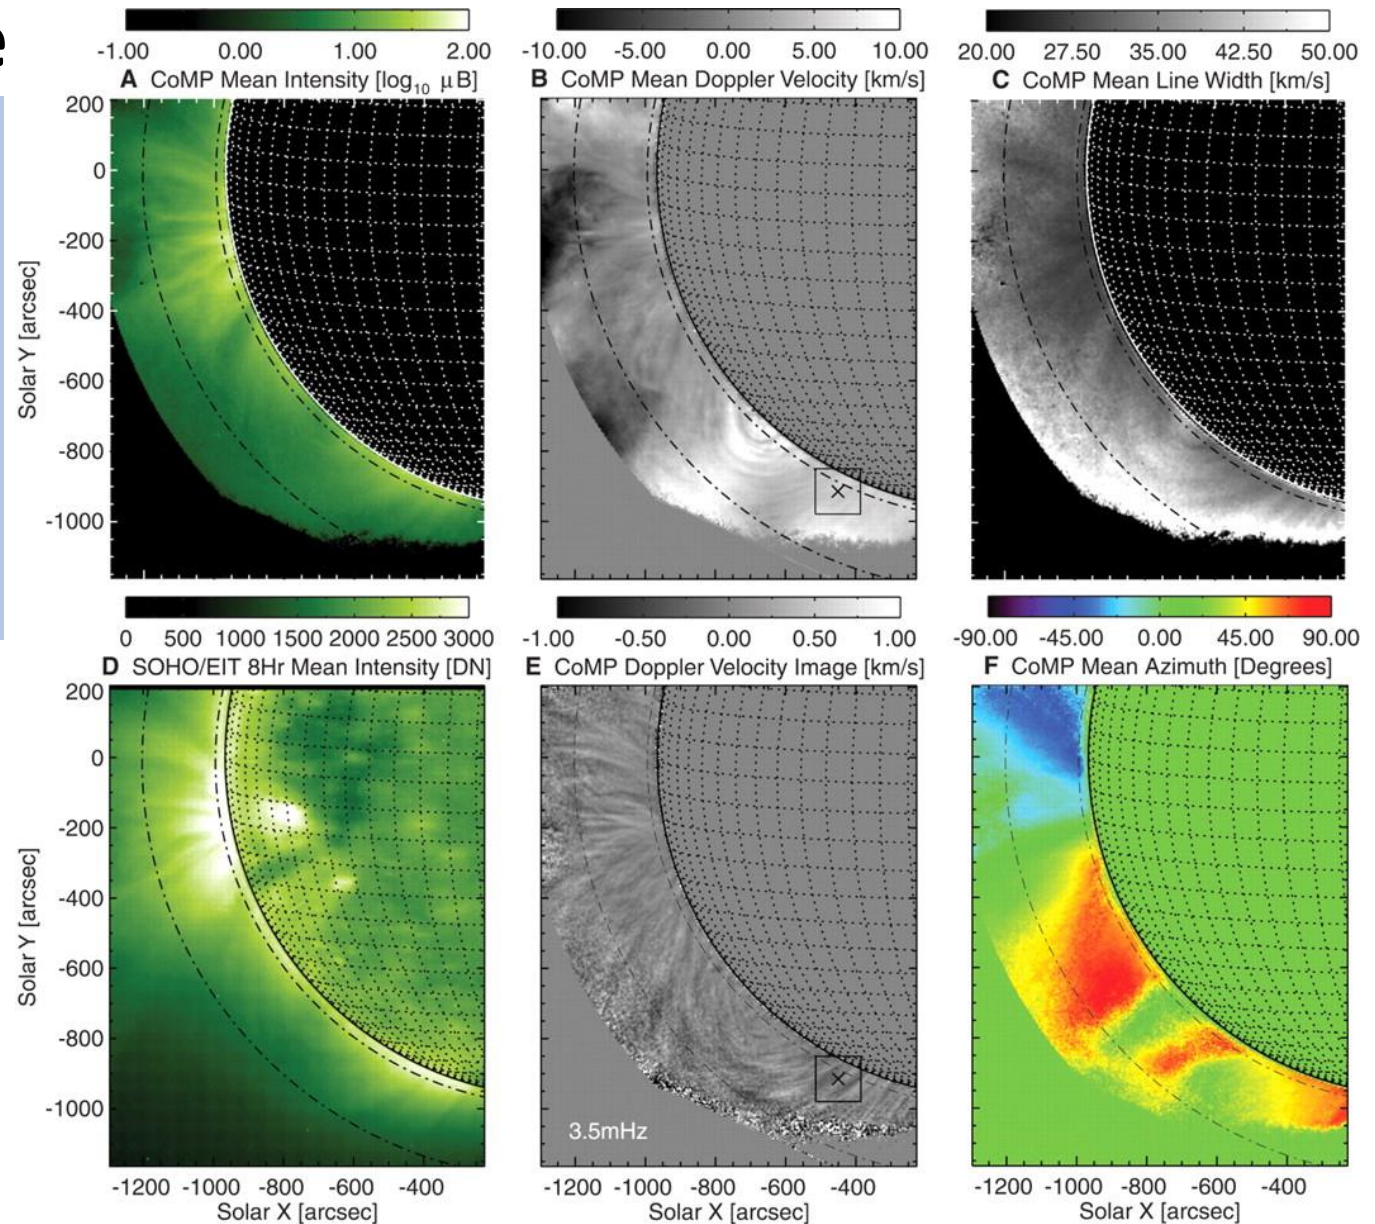 e
-1.00 0.00 1.00 2.00
A CoMP Mean Intensity [log10 μB]
-10.00 -5.00 0.00 5.00 10.00
B CoMP Mean Doppler Velocity [km/s]
20.00 27.50 35.00 42.50 50.00
C CoMP Mean Line Width [km/s]
200
0
-200
-400
-600
-800
-1000
Solar Y [arcsec]
0 500 1000 1500 2000 2500 3000
D SOHO/EIT 8Hr Mean Intensity [DN]
-1.00 -0.50 0.00 0.50 1.00
E CoMP Doppler Velocity Image [km/s]
-90.00 -45.00 0.00 45.00 90.00
F CoMP Mean Azimuth [Degrees]
200
0
-200
-400
-600
-800
-1000
Solar Y [arcsec]
3.5mHz
-1200 -1000 -800 -600 -400
Solar X [arcsec]
-1200 -1000 -800 -600 -400
Solar X [arcsec]
-1200 -1000 -800 -600 -400
Solar X [arcsec]